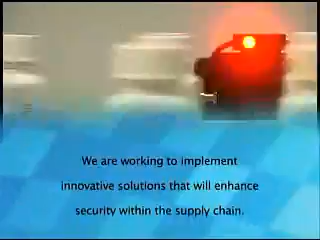 We are working to implement
innovative solutions that will enhance
security within the supply chain.